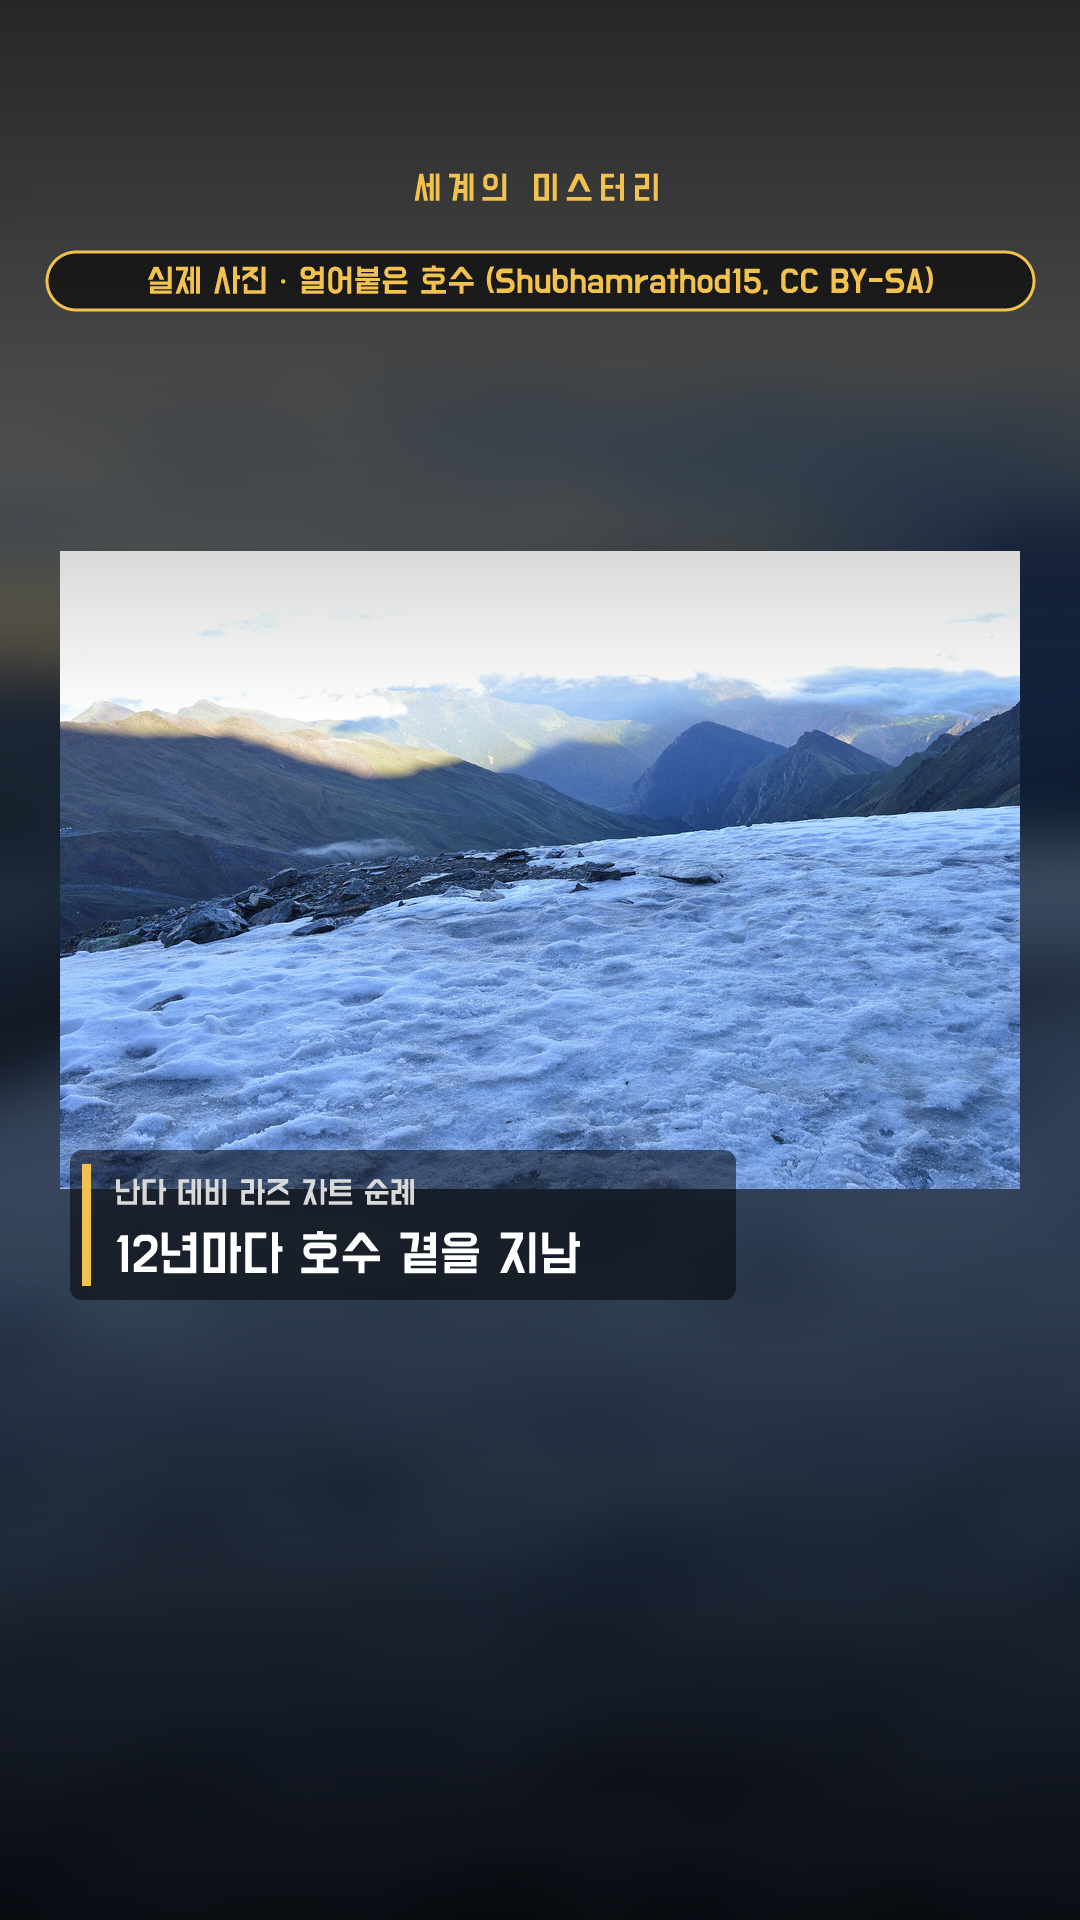 세계의 미스터리
실제 사진 · 얼어붙은 호수 (Shubhamrathod15, CC BY-SA)
난다 데비 라즈 자트 순례
12년마다 호수 곁을 지남